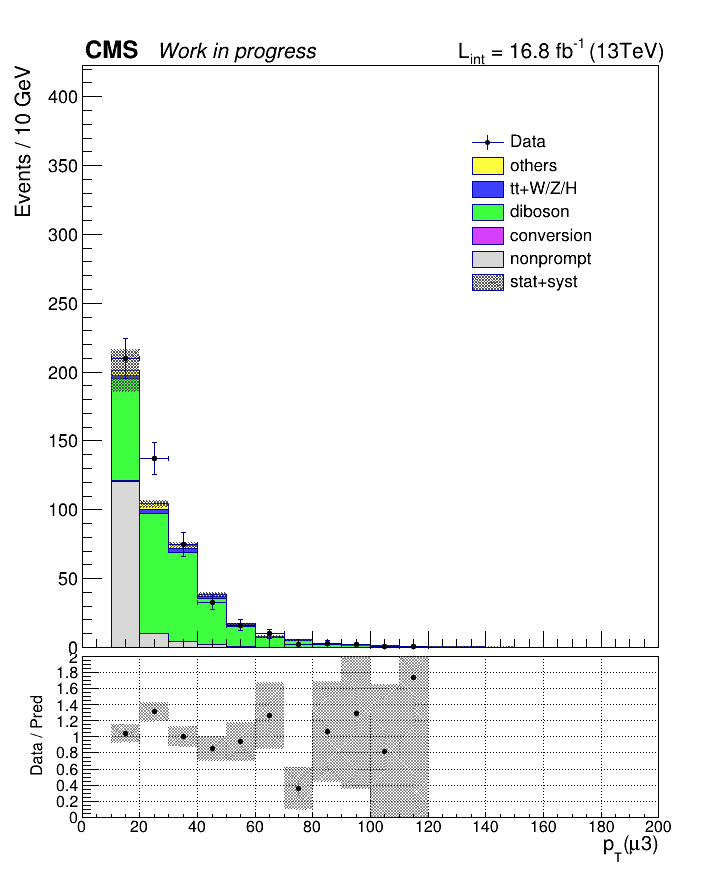 CMS Work in progress L_int = 16.8 fb^-1 (13TeV)
Events / 10 GeV
400
350
300
250
200
150
100
50
0
Data
others
tt+W/Z/H
diboson
conversion
nonprompt
stat+syst
Data / Pred
2
1.8
1.6
1.4
1.2
1
0.8
0.6
0.4
0.2
0
0 20 40 60 80 100 120 140 160 180 200
p_T(μ3)